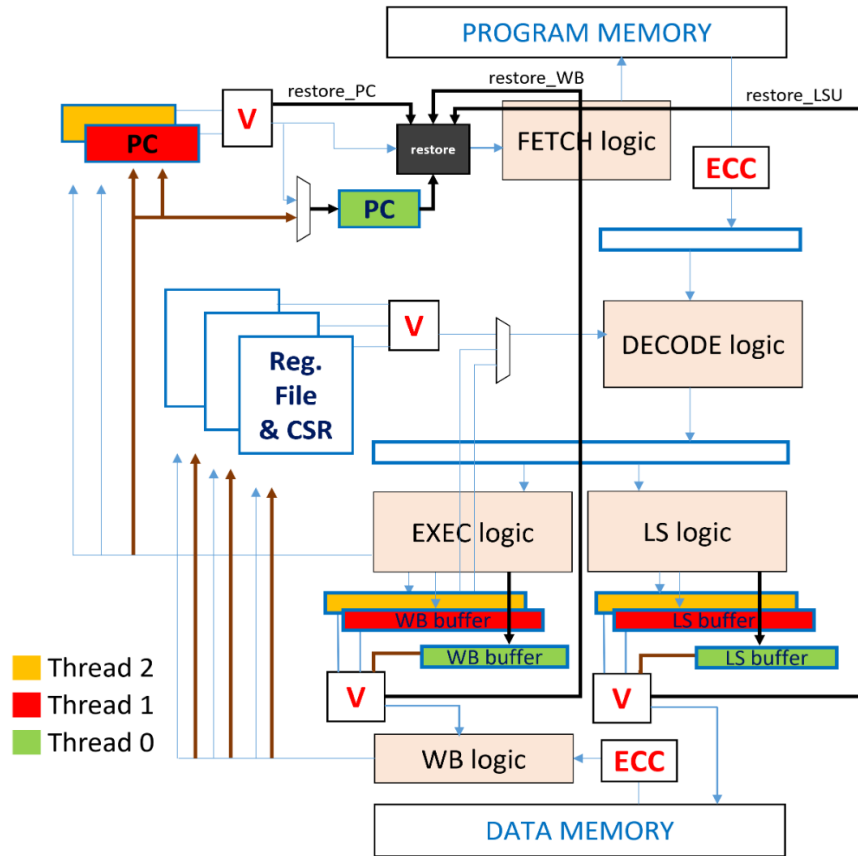 PROGRAM MEMORY
restore_PC
restore_WB
restore_LSU
V
PC
restore
FETCH logic
ECC
PC
V
DECODE logic
Reg.
File
& CSR
EXEC logic
LS logic
WB buffer
LS buffer
WB buffer
LS buffer
Thread 2
Thread 1
Thread 0
V
V
WB logic
ECC
DATA MEMORY